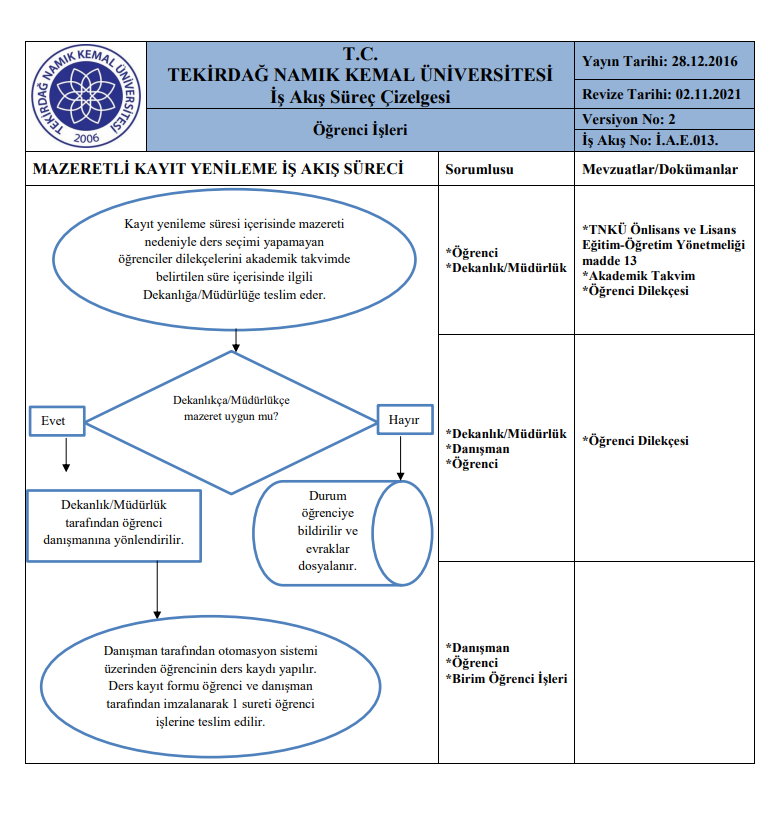 TEKİRDAĞ NAMIK KEMAL ÜNİVERSİTESİ
2006
T.C.
TEKİRDAĞ NAMIK KEMAL ÜNİVERSİTESİ
İş Akış Süreç Çizelgesi
Öğrenci İşleri
Yayın Tarihi: 28.12.2016
Revize Tarihi: 02.11.2021
Versiyon No: 2
İş Akış No: İ.A.E.013.
MAZERETLİ KAYIT YENİLEME İŞ AKIŞ SÜRECİ
Sorumlusu
Mevzuatlar/Dokümanlar
Kayıt yenileme süresi içerisinde mazereti
nedeniyle ders seçimi yapamayan
öğrenciler dilekçelerini akademik takvimde
belirtilen süre içerisinde ilgili
Dekanlığa/Müdürlüğe teslim eder.
*Öğrenci
*Dekanlık/Müdürlük
*TNKÜ Önlisans ve Lisans
Eğitim-Öğretim Yönetmeliği
madde 13
*Akademik Takvim
*Öğrenci Dilekçesi
Dekanlıkça/Müdürlükçe
mazeret uygun mu?
Evet
Hayır
*Dekanlık/Müdürlük
*Danışman
*Öğrenci
*Öğrenci Dilekçesi
Dekanlık/Müdürlük
tarafından öğrenci
danışmanına yönlendirilir.
Durum
öğrenciye
bildirilir ve
evraklar
dosyalanır.
Danışman tarafından otomasyon sistemi
üzerinden öğrencinin ders kaydı yapılır.
Ders kayıt formu öğrenci ve danışman
tarafından imzalanarak 1 sureti öğrenci
işlerine teslim edilir.
*Danışman
*Öğrenci
*Birim Öğrenci İşleri